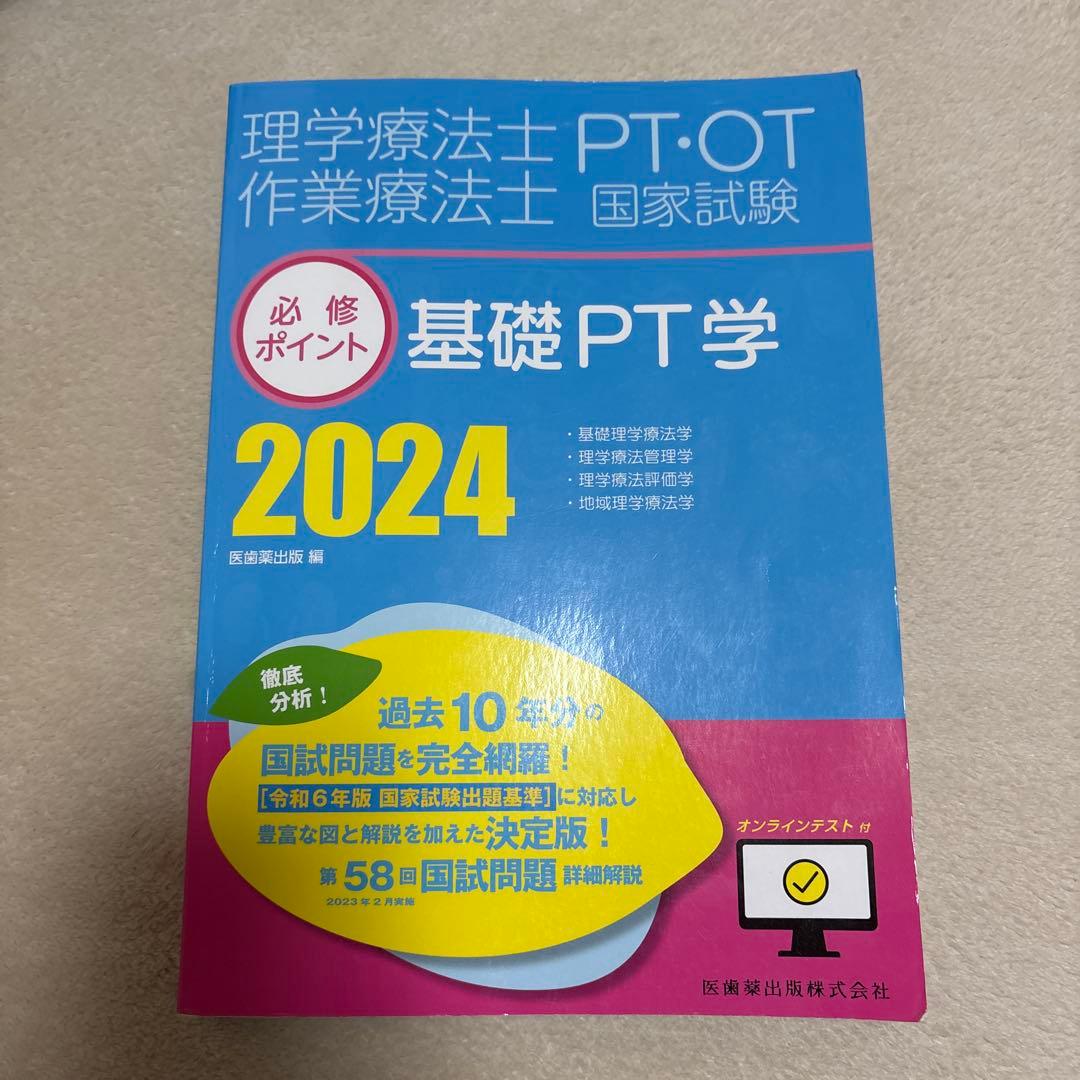 理学療法士 PT・OT
作業療法士 国家試験
必修
ポイント
基礎PT学
2024
・基礎理学療法学
・理学療法管理学
・理学療法評価学
・地域理学療法学
医歯薬出版 編
徹底
分析！
過去10年分の
国試問題を完全網羅！
[令和6年版 国家試験出題基準]に対応し
豊富な図と解説を加えた決定版！
第58回国試問題 詳細解説
2023年2月実施
オンラインテスト 付
医歯薬出版株式会社